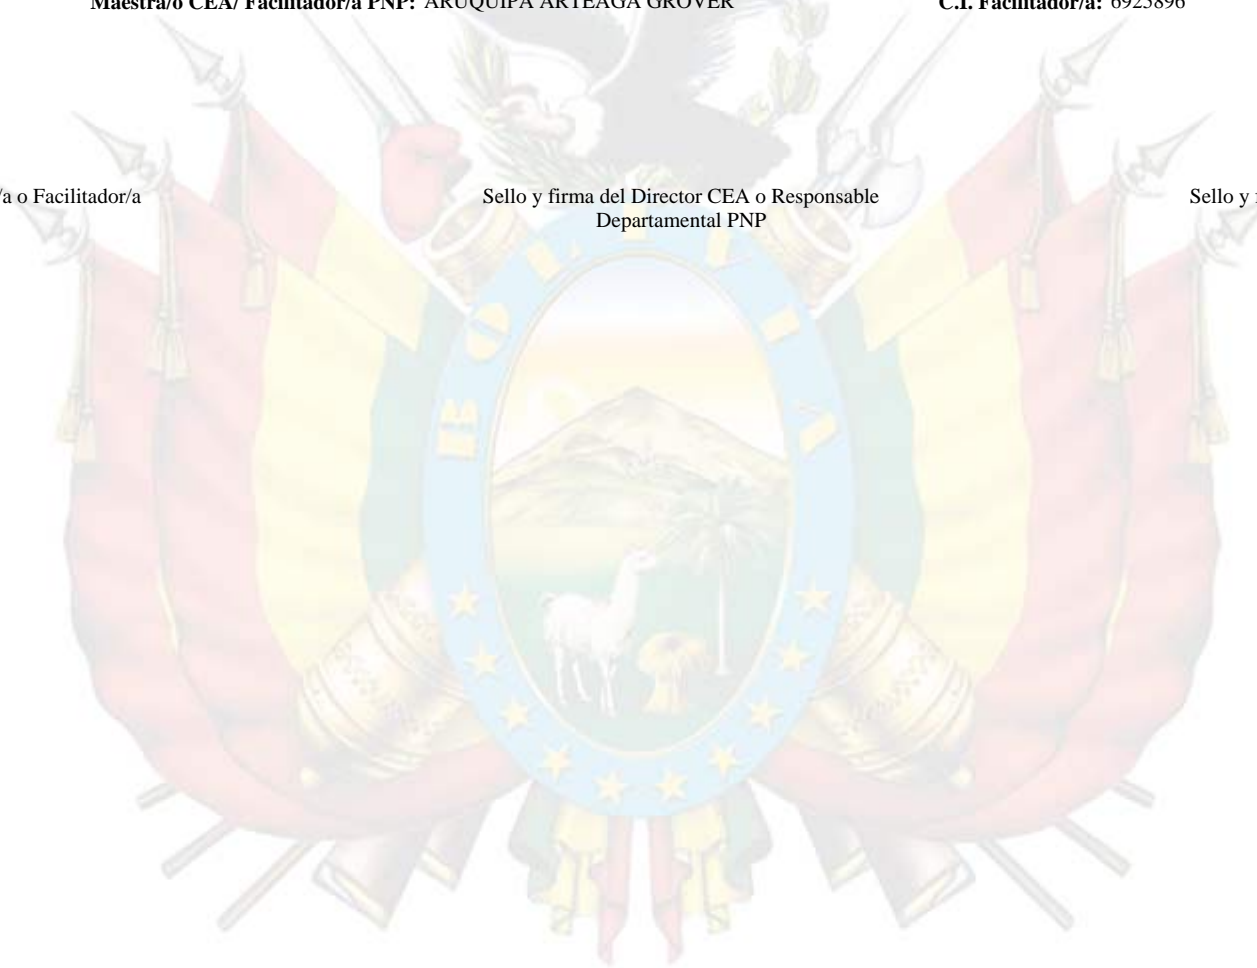 Maestra/o CEA/ Facilitador/a PNP: ARUQUIPA ARTEAGA GROVER C.I. Facilitador/a: 6925896
/a o Facilitador/a Sello y firma del Director CEA o Responsable Sello y
Departamental PNP
BOLIVIA